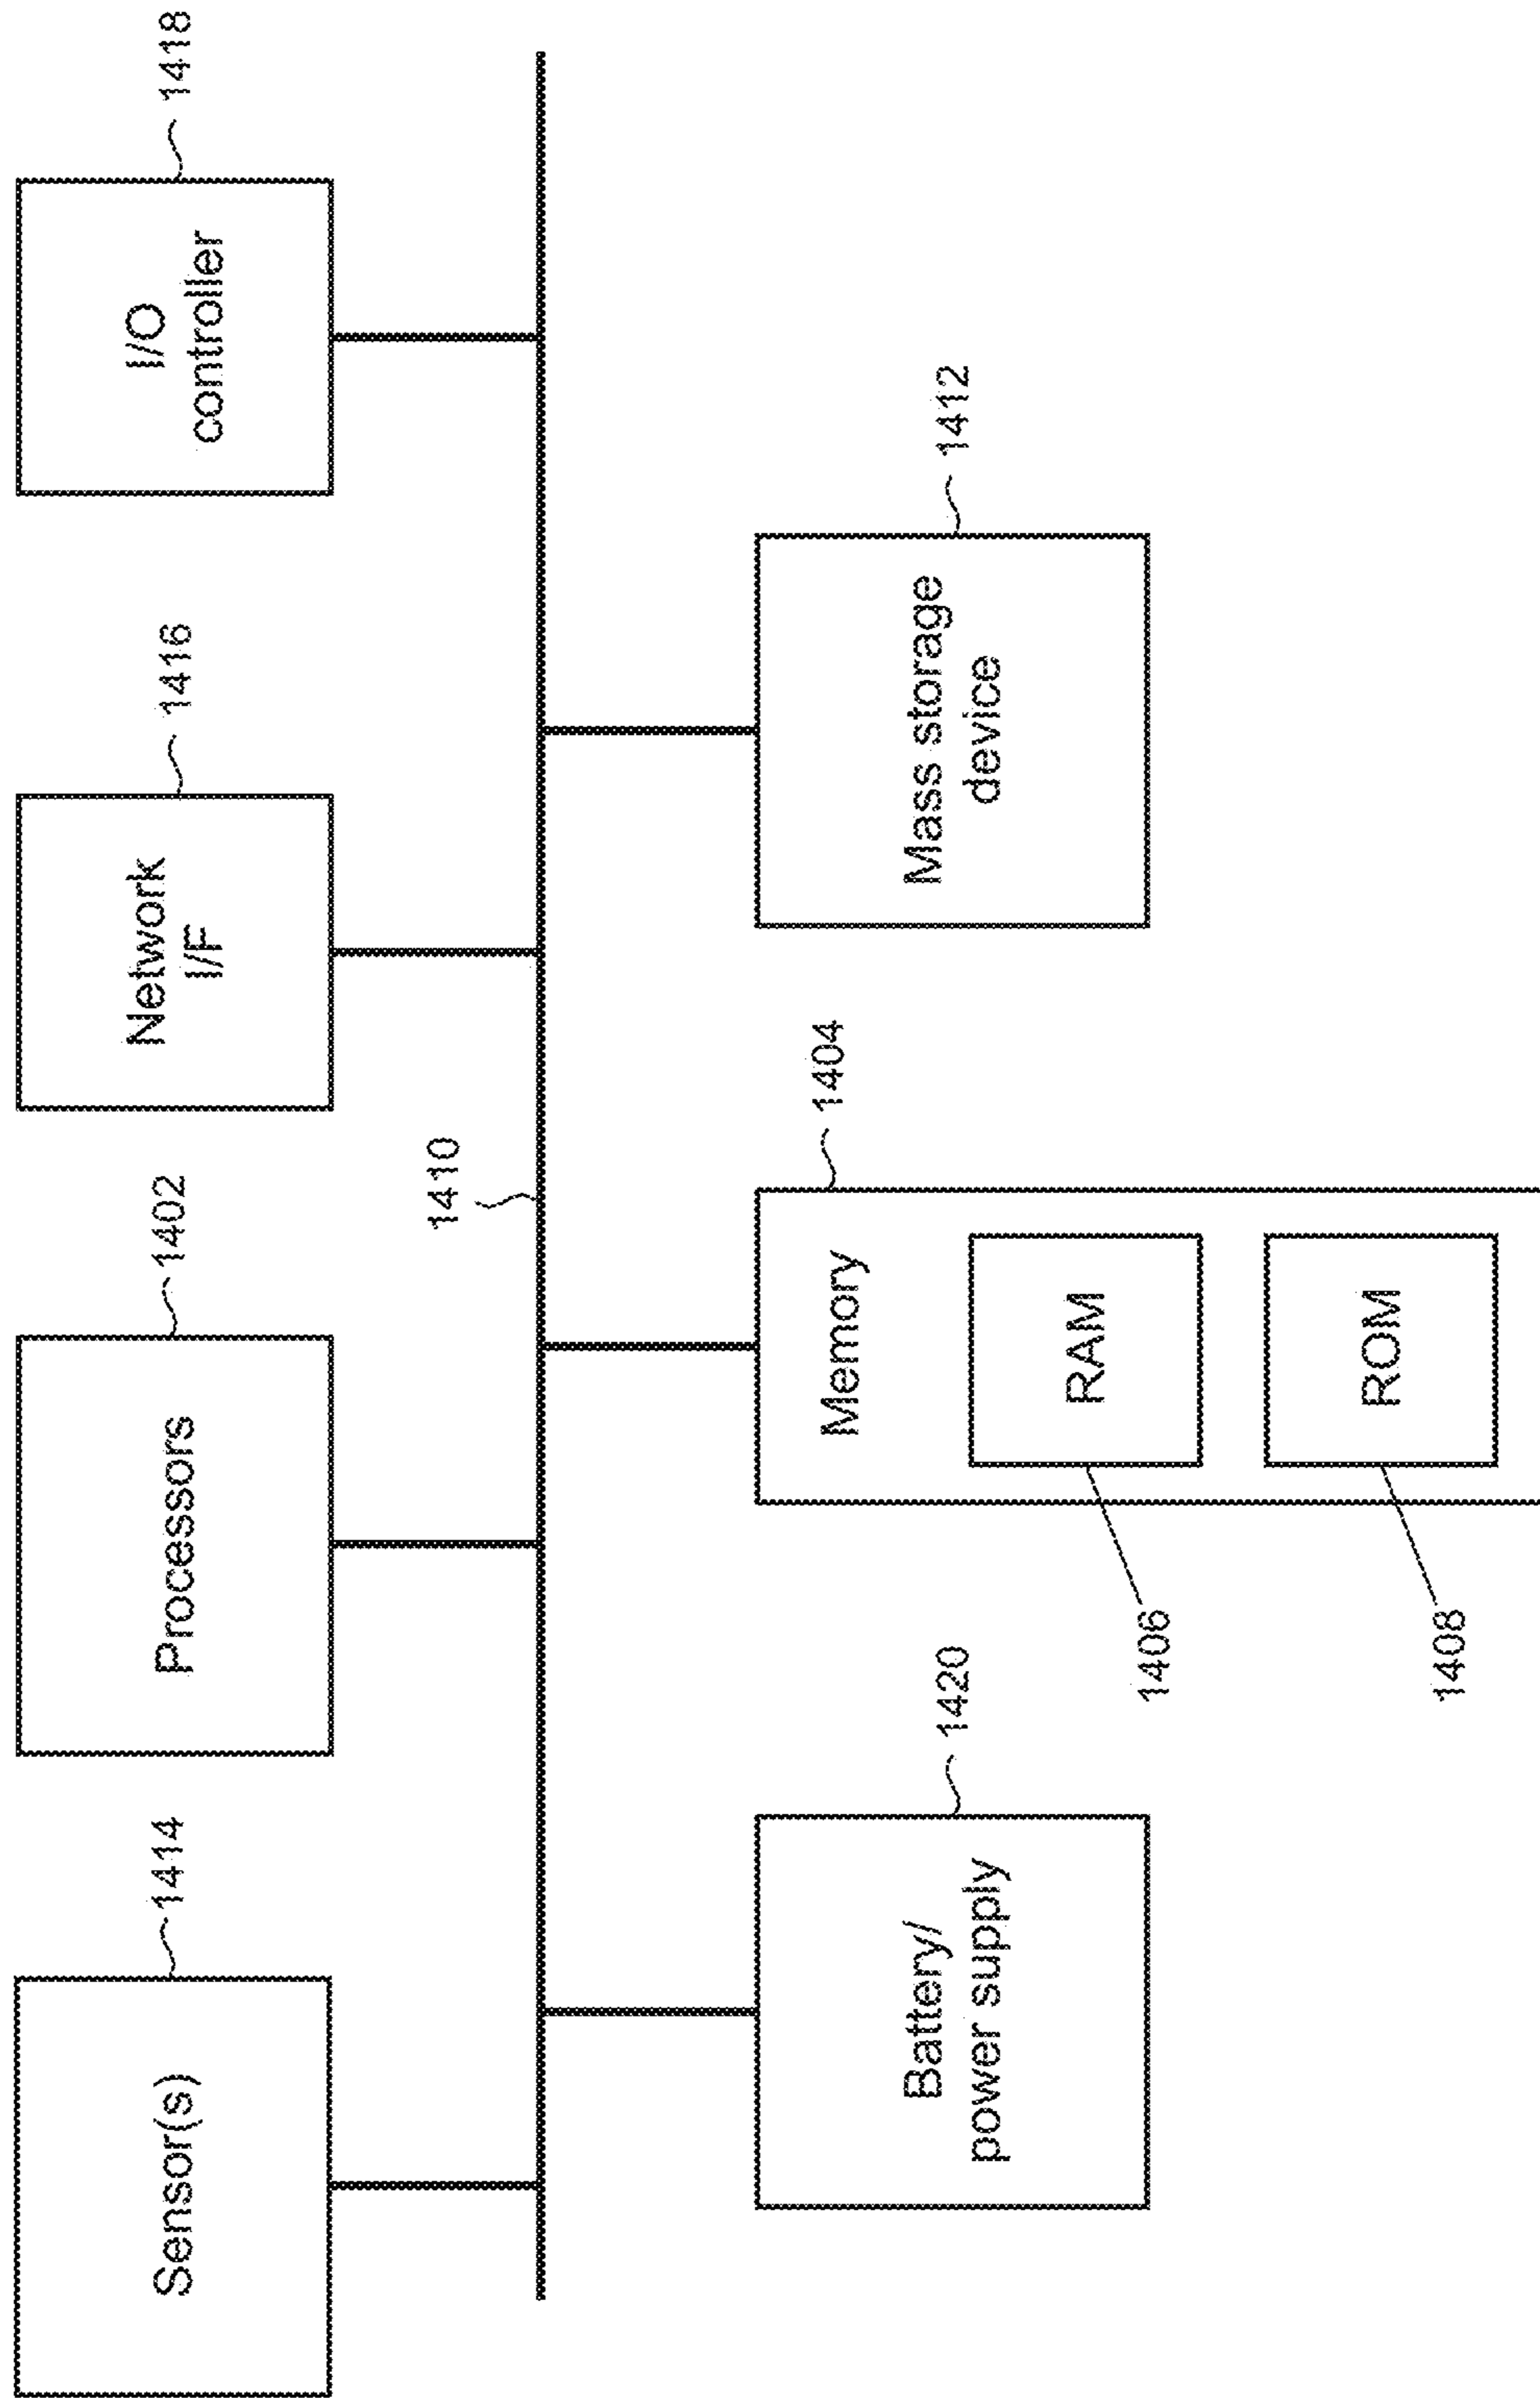 Sensor(s)
1414
Processors
1402
Network
I/F
1416
I/O
controller
1418
1410
Battery/
power supply
1420
Memory
1404
RAM
1406
ROM
1408
Mass storage
device
1412